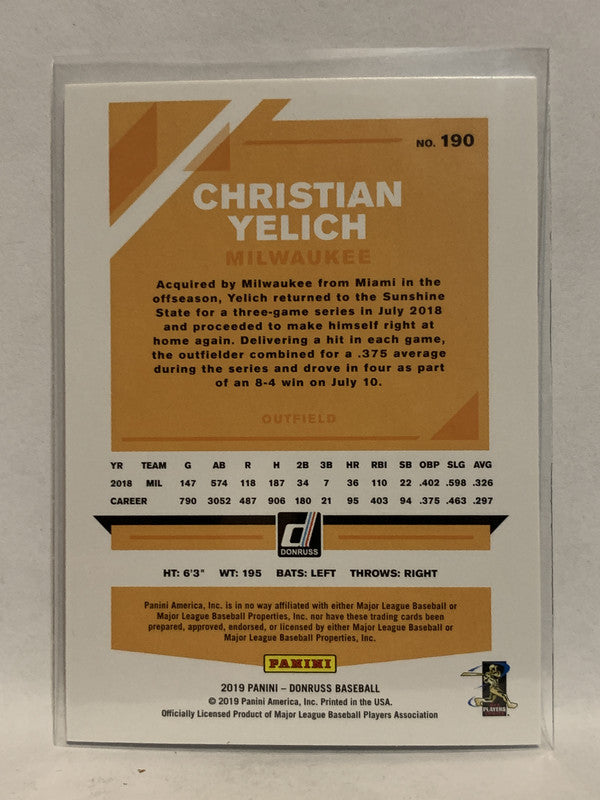 NO. 190
CHRISTIAN
YELICH
MILWAUKEE
Acquired by Milwaukee from Miami in the
offseason, Yelich returned to the Sunshine
State for a three-game series in July 2018
and proceeded to make himself right at
home again. Delivering a hit in each game,
the outfielder combined for a .375 average
during the series and drove in four as part
of an 8-4 win on July 10.
OUTFIELD
YR TEAM G AB R H 2B 3B HR RBI SB OBP SLG AVG
2018 MIL 147 574 118 187 34 7 36 110 22 .402 .598 .326
CAREER 790 3052 487 906 180 21 95 403 94 .375 .463 .297
d
DONRUSS
HT: 6'3" WT: 195 BATS: LEFT THROWS: RIGHT
Panini America, Inc. is in no way affiliated with either Major League Baseball or
Major League Baseball Properties, Inc. nor have these trading cards been
prepared, approved, endorsed, or licensed by either Major League Baseball or
Major League Baseball Properties, Inc.
PANINI
2019 PANINI – DONRUSS BASEBALL
© 2019 Panini America, Inc. Printed in the USA.
Officially Licensed Product of Major League Baseball Players Association
PLAYERS